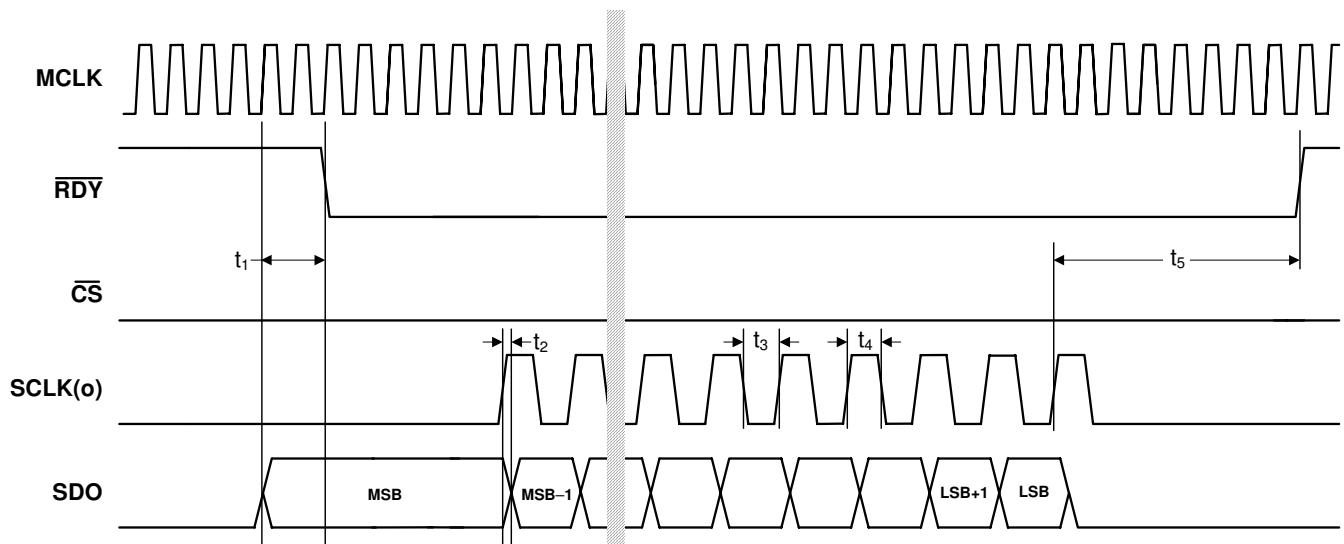 MCLK
RDY
t1
t5
CS
t2
t3
t4
SCLK(o)
MSB
MSB–1
LSB+1
LSB
SDO